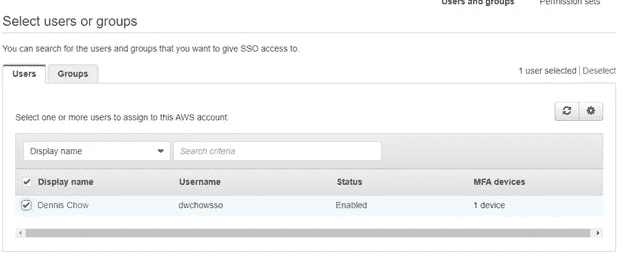 Users and groups Permission sets
Select users or groups
You can search for the users and groups that you want to give SSO access to.
Users Groups 1 user selected | Deselect
Select one or more users to assign to this AWS account.
Display name Search criteria
Display name Username Status MFA devices
Dennis Chow dwchowsso Enabled 1 device